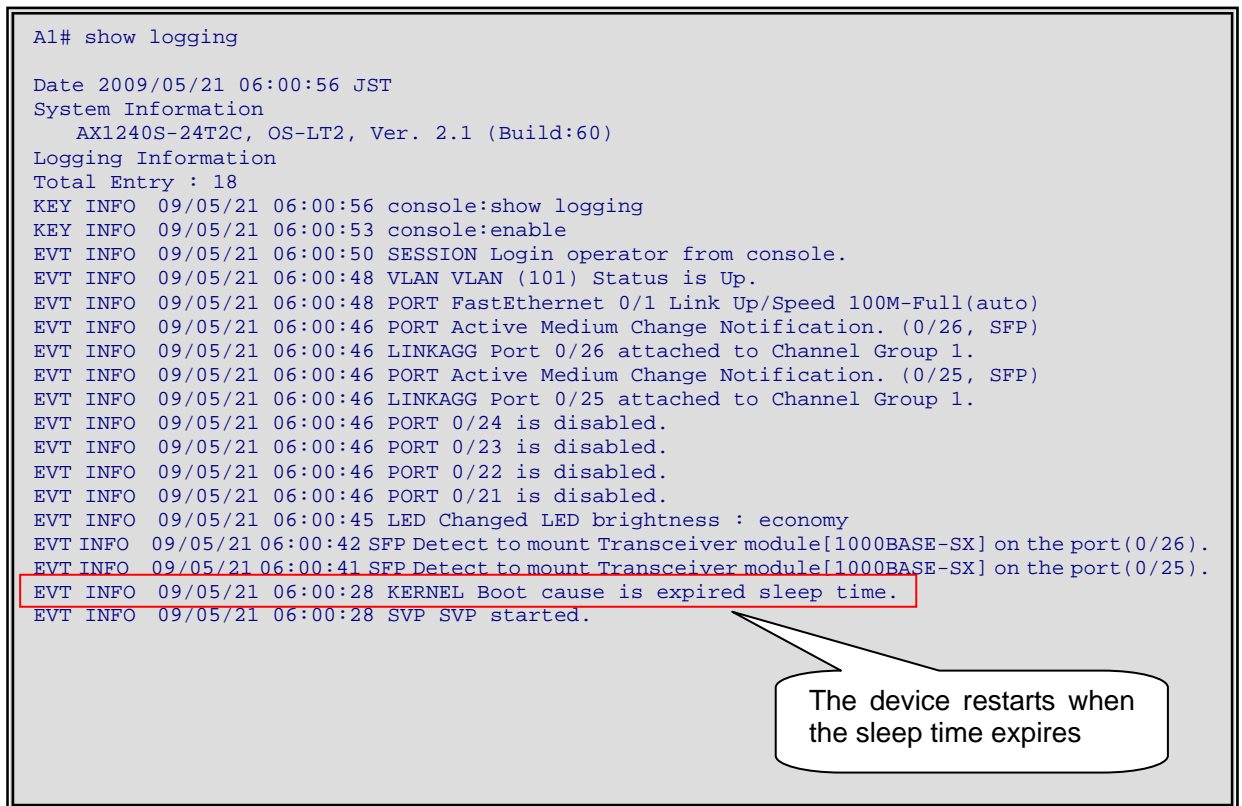 A1# show logging
Date 2009/05/21 06:00:56 JST
System Information
AX1240S-24T2C, OS-LT2, Ver. 2.1 (Build:60)
Logging Information
Total Entry : 18
KEY INFO 09/05/21 06:00:56 console:show logging
KEY INFO 09/05/21 06:00:53 console:enable
EVT INFO 09/05/21 06:00:50 SESSION Login operator from console.
EVT INFO 09/05/21 06:00:48 VLAN VLAN (101) Status is Up.
EVT INFO 09/05/21 06:00:48 PORT FastEthernet 0/1 Link Up/Speed 100M-Full(auto)
EVT INFO 09/05/21 06:00:46 PORT Active Medium Change Notification. (0/26, SFP)
EVT INFO 09/05/21 06:00:46 LINKAGG Port 0/26 attached to Channel Group 1.
EVT INFO 09/05/21 06:00:46 PORT Active Medium Change Notification. (0/25, SFP)
EVT INFO 09/05/21 06:00:46 LINKAGG Port 0/25 attached to Channel Group 1.
EVT INFO 09/05/21 06:00:46 PORT 0/24 is disabled.
EVT INFO 09/05/21 06:00:46 PORT 0/23 is disabled.
EVT INFO 09/05/21 06:00:46 PORT 0/22 is disabled.
EVT INFO 09/05/21 06:00:46 PORT 0/21 is disabled.
EVT INFO 09/05/21 06:00:45 LED Changed LED brightness : economy
EVT INFO 09/05/21 06:00:42 SFP Detect to mount Transceiver module[1000BASE-SX] on the port(0/26).
EVT INFO 09/05/21 06:00:41 SFP Detect to mount Transceiver module[1000BASE-SX] on the port(0/25).
EVT INFO 09/05/21 06:00:28 KERNEL Boot cause is expired sleep time.
EVT INFO 09/05/21 06:00:28 SVP SVP started.
The device restarts when
the sleep time expires